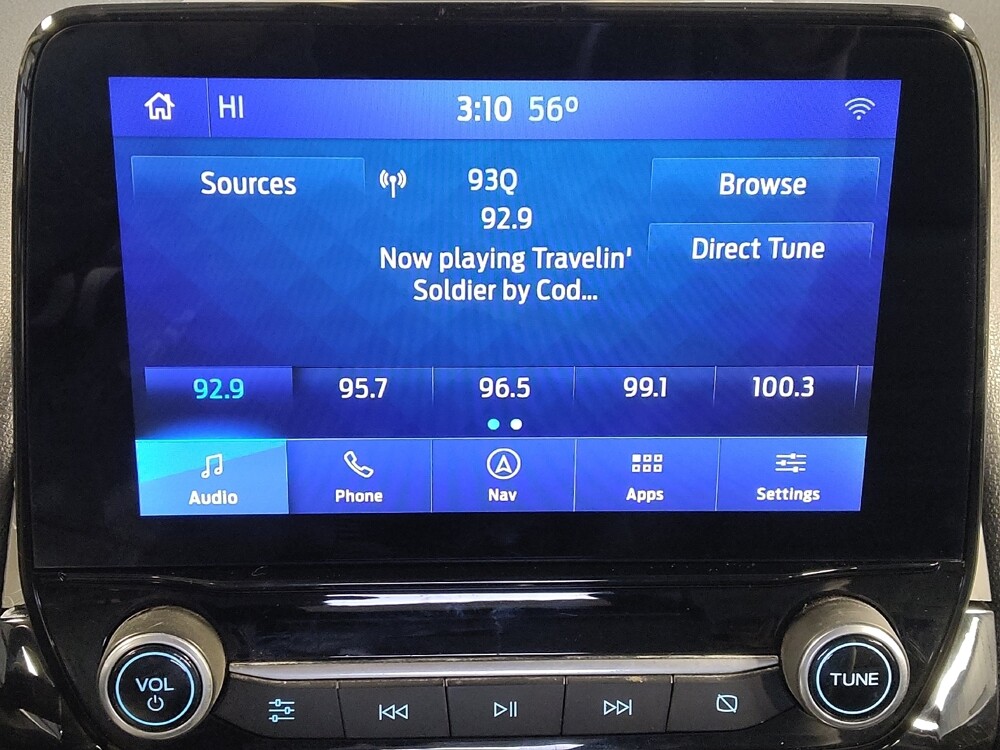 HI
3:10 56º
Sources
93Q
Browse
92.9
Direct Tune
Now playing Travelin'
Soldier by Cod...
92.9 95.7 96.5 99.1 100.3
Audio Phone Nav Apps Settings
VOL
TUNE